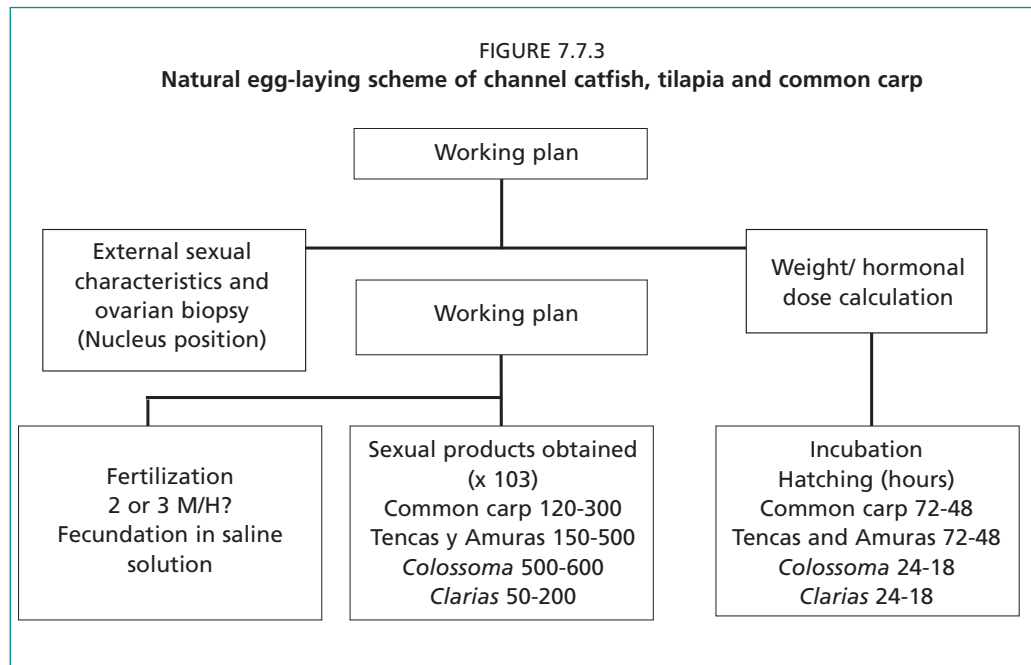 FIGURE 7.7.3
Natural egg-laying scheme of channel catfish, tilapia and common carp
Working plan
External sexual
characteristics and
ovarian biopsy
(Nucleus position)
Working plan
Weight/ hormonal
dose calculation
Fertilization
2 or 3 M/H?
Fecundation in saline
solution
Sexual products obtained
(x 103)
Common carp 120-300
Tencas y Amuras 150-500
Colossoma 500-600
Clarias 50-200
Incubation
Hatching (hours)
Common carp 72-48
Tencas and Amuras 72-48
Colossoma 24-18
Clarias 24-18